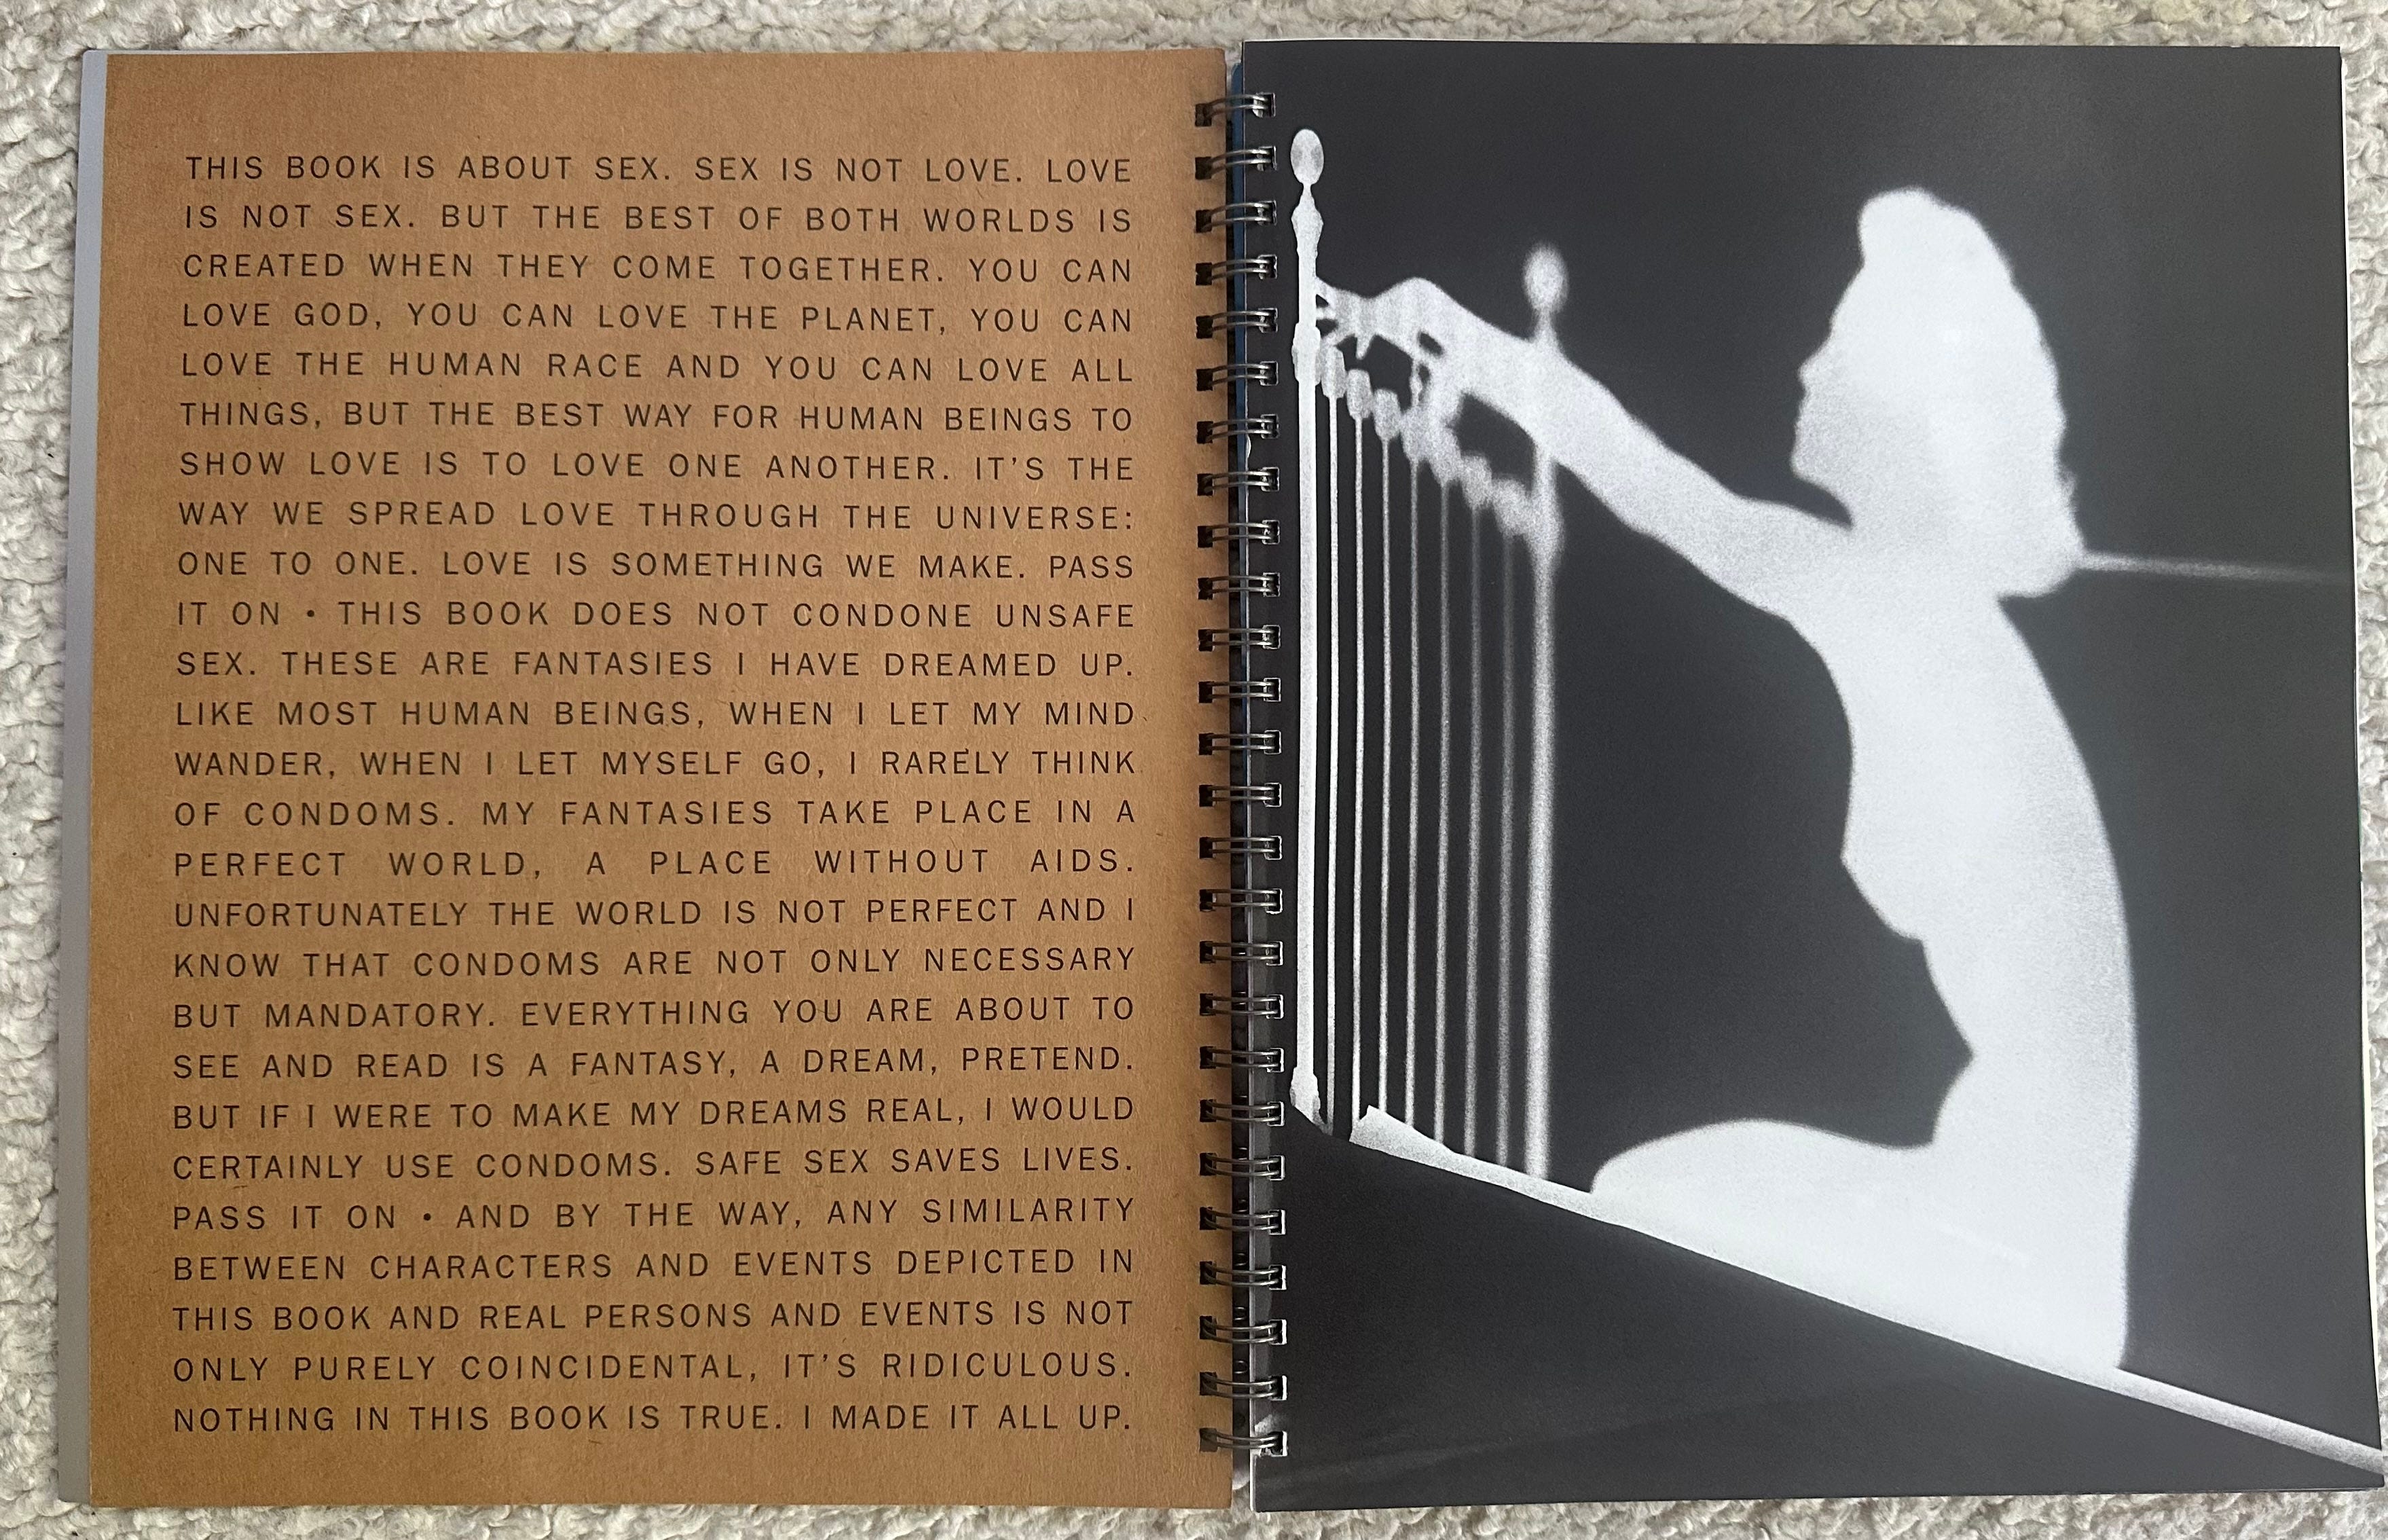 THIS BOOK IS ABOUT SEX. SEX IS NOT LOVE. LOVE
IS NOT SEX. BUT THE BEST OF BOTH WORLDS IS
CREATED WHEN THEY COME TOGETHER. YOU CAN
LOVE GOD, YOU CAN LOVE THE PLANET, YOU CAN
LOVE THE HUMAN RACE AND YOU CAN LOVE ALL
THINGS, BUT THE BEST WAY FOR HUMAN BEINGS TO
SHOW LOVE IS TO LOVE ONE ANOTHER. IT'S THE
WAY WE SPREAD LOVE THROUGH THE UNIVERSE:
ONE TO ONE. LOVE IS SOMETHING WE MAKE. PASS
IT ON • THIS BOOK DOES NOT CONDONE UNSAFE
SEX. THESE ARE FANTASIES I HAVE DREAMED UP.
LIKE MOST HUMAN BEINGS, WHEN I LET MY MIND
WANDER, WHEN I LET MYSELF GO, I RARELY THINK
OF CONDOMS. MY FANTASIES TAKE PLACE IN A
PERFECT WORLD, A PLACE WITHOUT AIDS.
UNFORTUNATELY THE WORLD IS NOT PERFECT AND I
KNOW THAT CONDOMS ARE NOT ONLY NECESSARY
BUT MANDATORY. EVERYTHING YOU ARE ABOUT TO
SEE AND READ IS A FANTASY, A DREAM, PRETEND.
BUT IF I WERE TO MAKE MY DREAMS REAL, I WOULD
CERTAINLY USE CONDOMS. SAFE SEX SAVES LIVES.
PASS IT ON • AND BY THE WAY, ANY SIMILARITY
BETWEEN CHARACTERS AND EVENTS DEPICTED IN
THIS BOOK AND REAL PERSONS AND EVENTS IS NOT
ONLY PURELY COINCIDENTAL, IT'S RIDICULOUS.
NOTHING IN THIS BOOK IS TRUE. I MADE IT ALL UP.